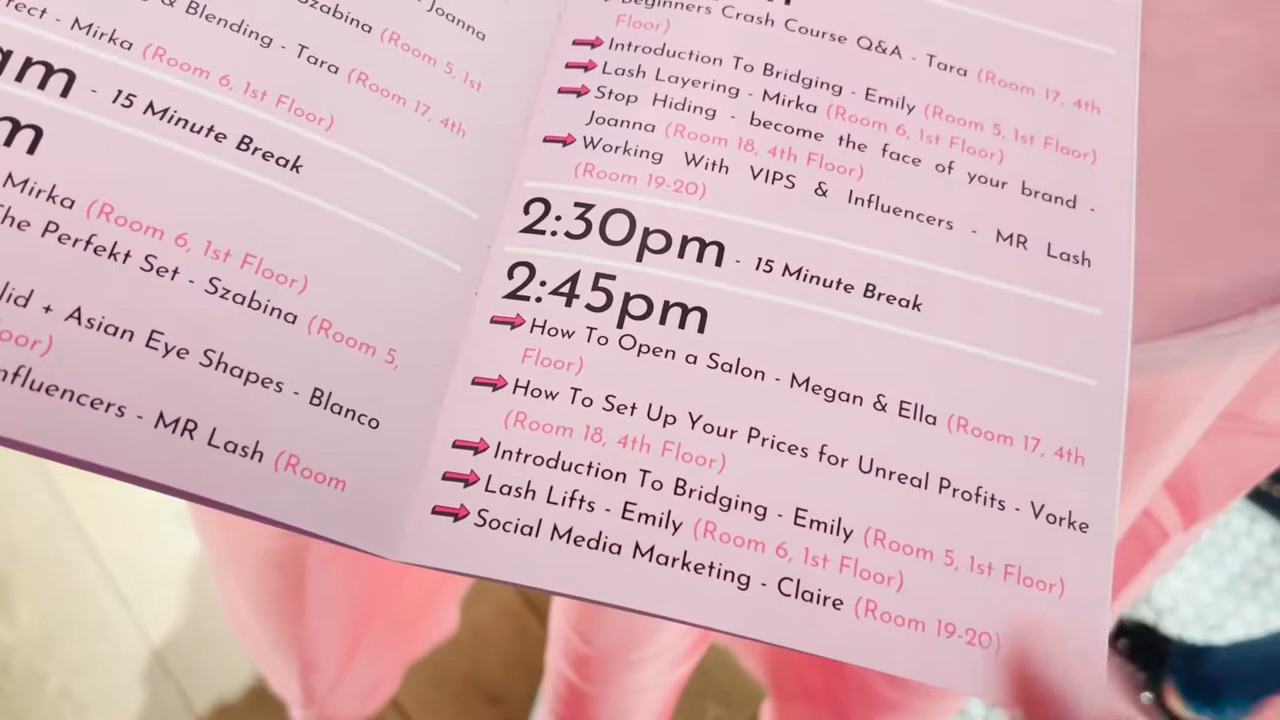 Joanna
Szabina (Room 5, 1st
& Blending - Tara (Room 17, 4th
- Mirka (Room 6, 1st Floor)
am - 15 Minute Break
Mirka (Room 6, 1st Floor)
The Perfekt Set - Szabina (Room 5,
+ Asian Eye Shapes - Blanco
MR Lash (Room
Beginners Crash Course Q&A - Tara (Room 17, 4th
Floor)
Introduction To Bridging - Emily (Room 5, 1st Floor)
Lash Layering - Mirka (Room 6, 1st Floor)
Stop Hiding - become the face of your brand -
Joanna (Room 18, 4th Floor)
Working With VIPS & Influencers - MR Lash
(Room 19-20)
2:30pm - 15 Minute Break
2:45pm
How To Open a Salon - Megan & Ella (Room 17, 4th
Floor)
How To Set Up Your Prices for Unreal Profits - Vorke
(Room 18, 4th Floor)
Introduction To Bridging - Emily (Room 5, 1st Floor)
Lash Lifts - Emily (Room 6, 1st Floor)
Social Media Marketing - Claire (Room 19-20)